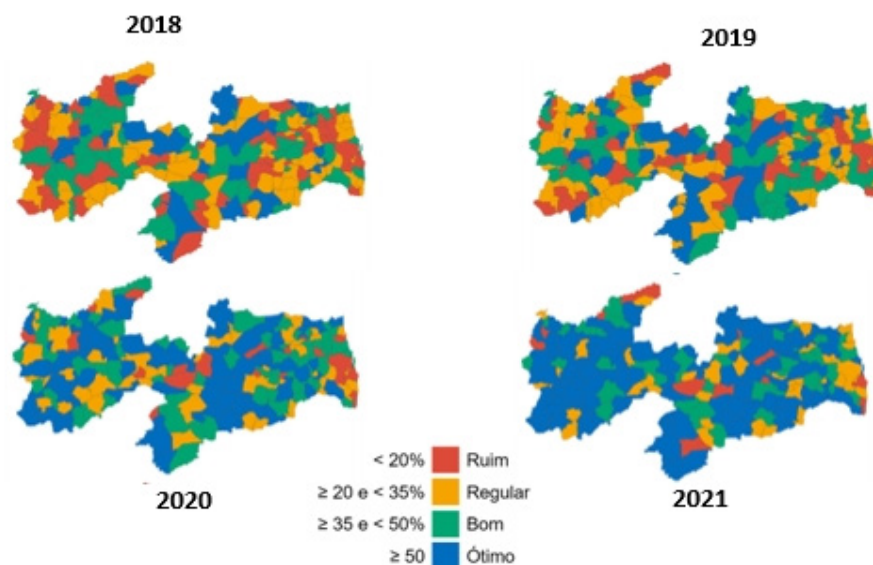 2018
2019
2020
2021
< 20% Ruim
≥ 20 e < 35% Regular
≥ 35 e < 50% Bom
≥ 50 Ótimo